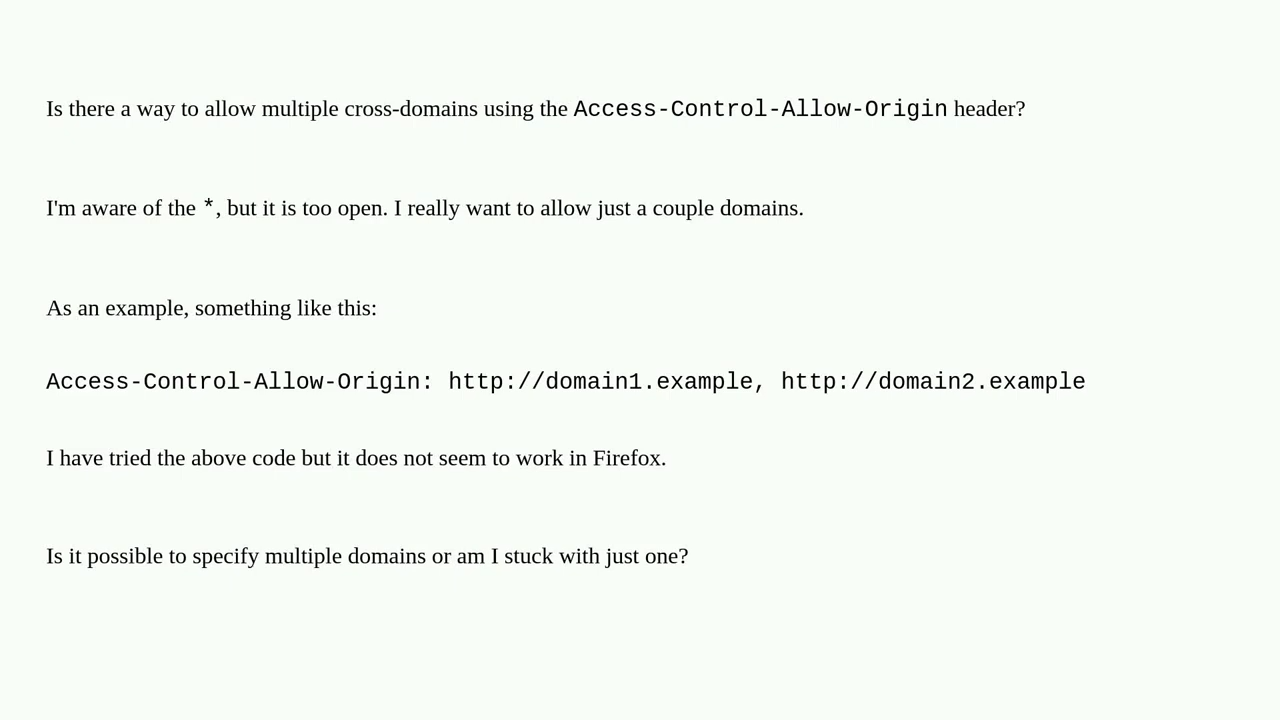 Is there a way to allow multiple cross-domains using the Access-Control-Allow-Origin header?
I'm aware of the *, but it is too open. I really want to allow just a couple domains.
As an example, something like this:
Access-Control-Allow-Origin: http://domain1.example, http://domain2.example
I have tried the above code but it does not seem to work in Firefox.
Is it possible to specify multiple domains or am I stuck with just one?